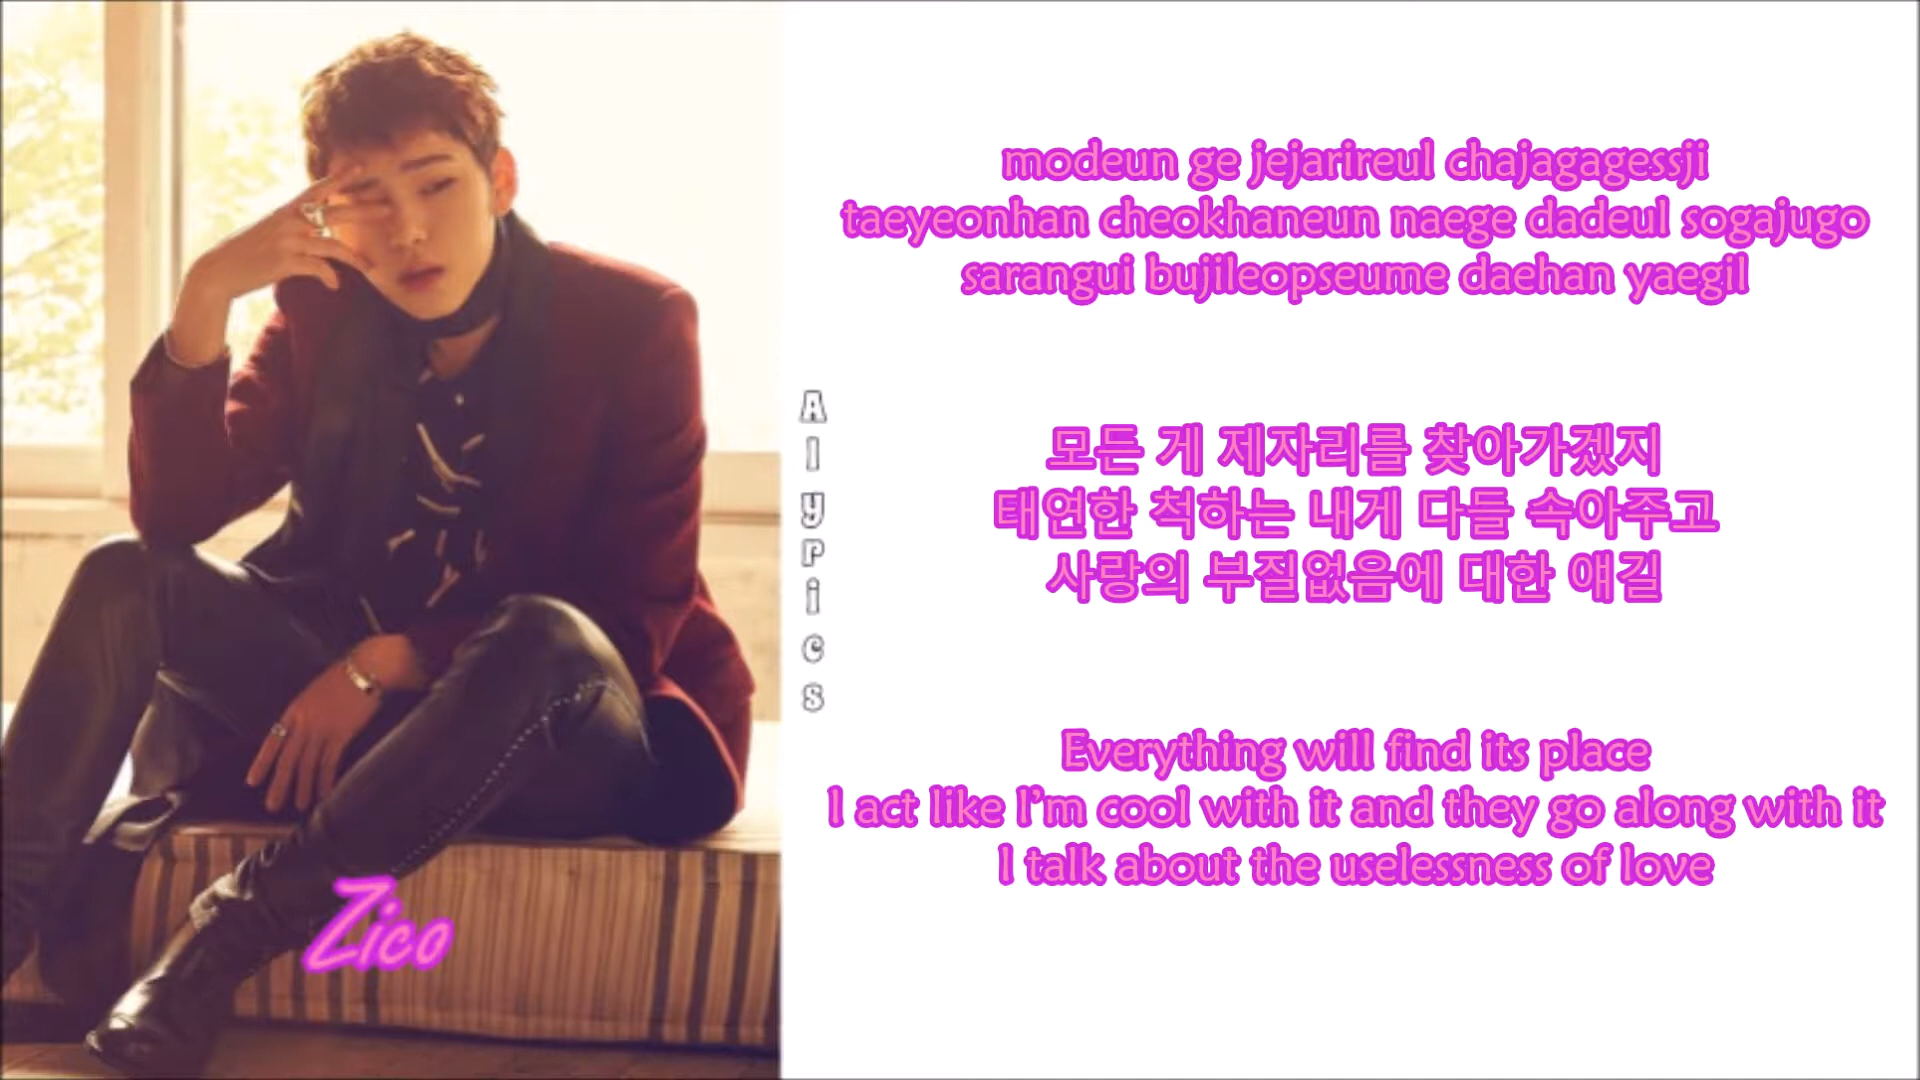 modeun ge jejarireul chajagagessji
taeyeonhan cheokhaneun naege dadeul sogajugo
sarangui bujileopseume daehan yaegil
모든 게 제자리를 찾아가겠지
태연한 척하는 내게 다들 속아주고
사랑의 부질없음에 대한 얘길
Everything will find its place
I act like I'm cool with it and they go along with it
I talk about the uselessness of love
Alypics
Zico